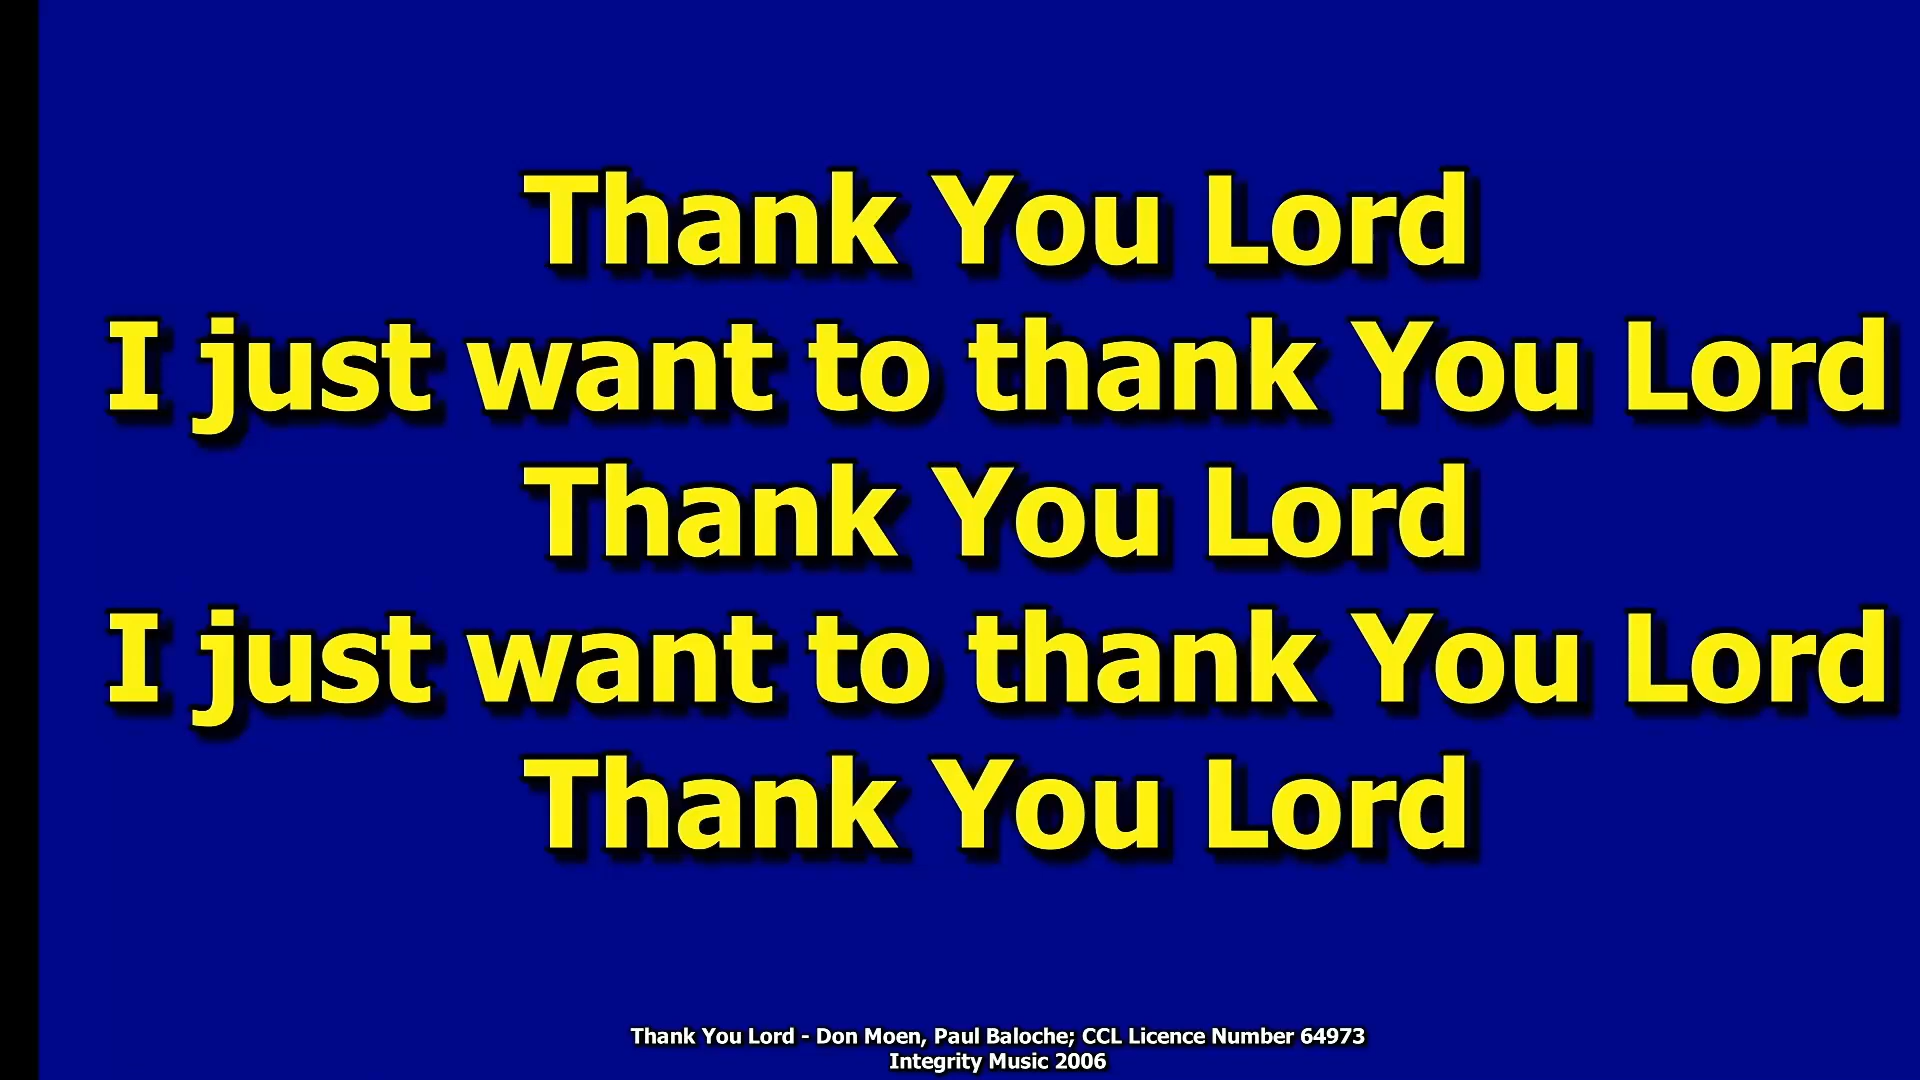 Thank You Lord
I just want to thank You Lord
Thank You Lord
I just want to thank You Lord
Thank You Lord
Thank You Lord - Don Moen, Paul Baloche; CCL Licence Number 64973
Integrity Music 2006